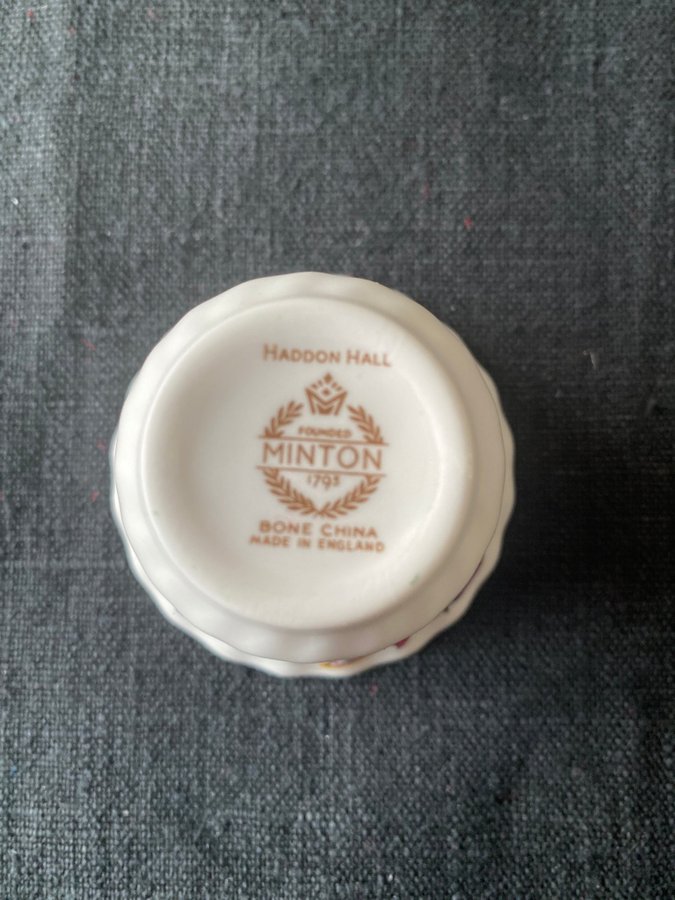 HADDON HALL
FOUNDED
MINTON
1793
BONE CHINA
MADE IN ENGLAND